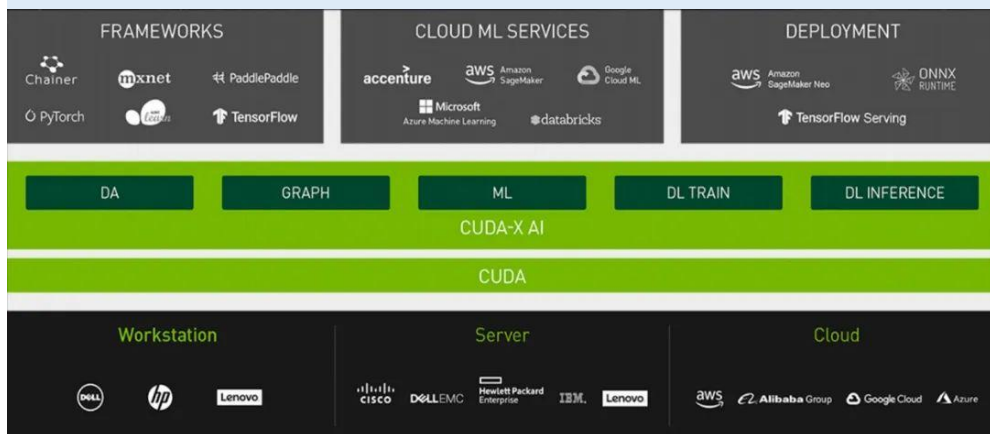 FRAMEWORKS
Chainer
mxnet
PaddlePaddle
PyTorch
learn
TensorFlow
CLOUD ML SERVICES
accenture
aws Amazon
SageMaker
Google
Cloud ML
Microsoft
Azure Machine Learning
databricks
DEPLOYMENT
aws Amazon
SageMaker Neo
ONNX
RUNTIME
TensorFlow Serving
DA
GRAPH
ML
DL TRAIN
DL INFERENCE
CUDA-X AI
CUDA
Workstation
DELL
hp
Lenovo
Server
CISCO
DELLEMC
Hewlett Packard
Enterprise
IBM.
Lenovo
Cloud
aws
Alibaba Group
Google Cloud
Azure